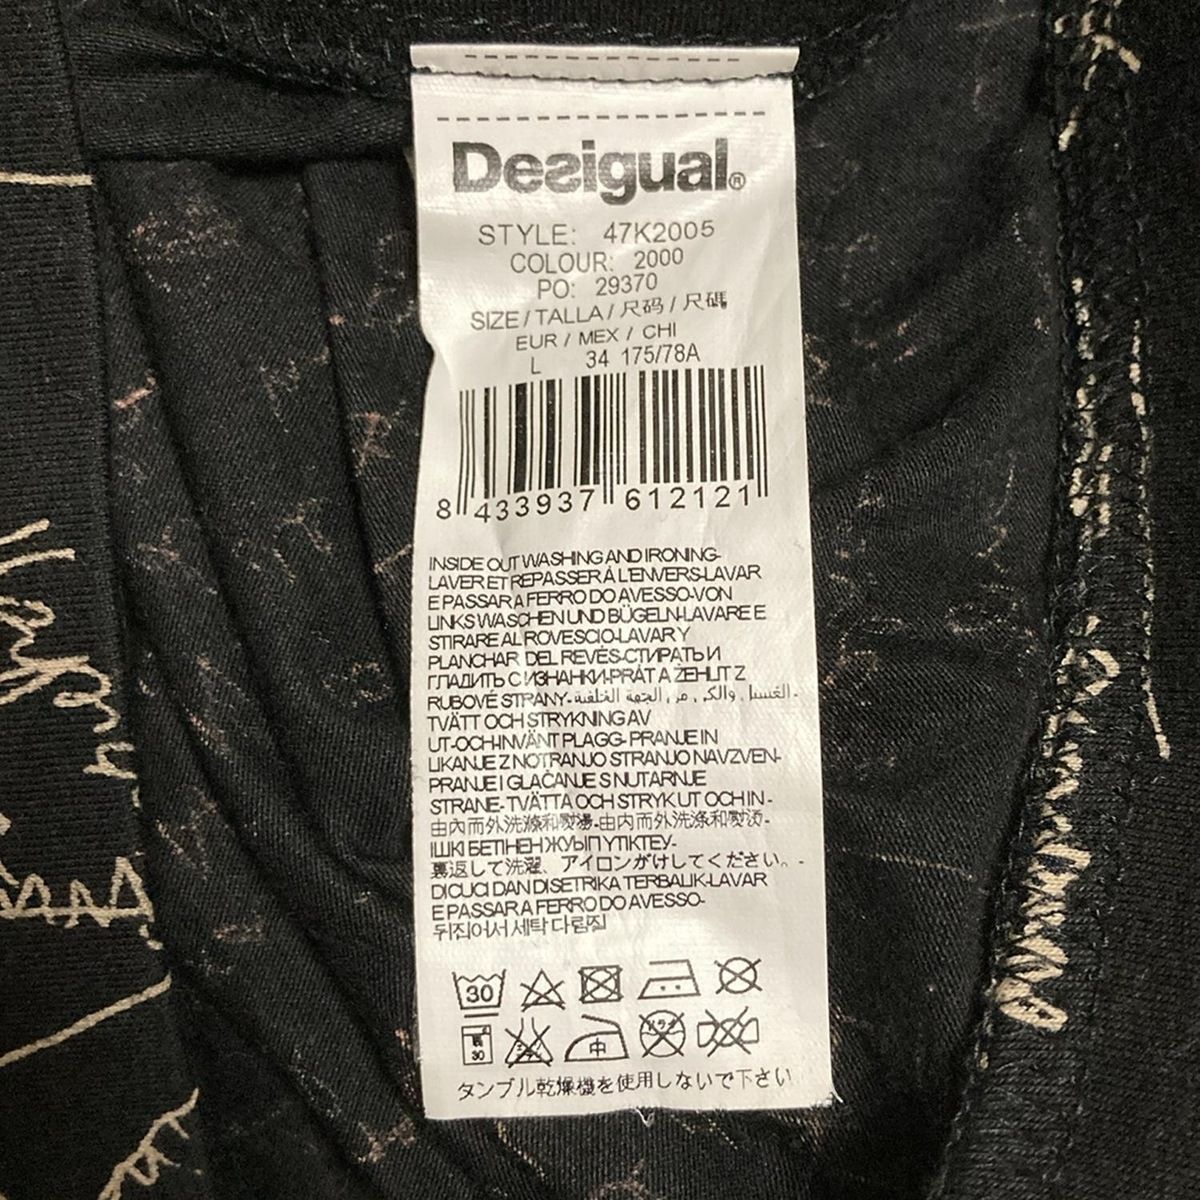 Desigual®
STYLE: 47K2005
COLOUR: 2000
PO: 29370
SIZE/TALLA/尺码/尺碼
EUR / MEX / CHI
L 34 175/78A
8 433937 612121
INSIDE OUT WASHING AND IRONING-
LAVER ET REPASSER Á L'ENVERS-LAVAR
E PASSAR A FERRO DO AVESSO-VON
LINKS WASCHEN UND BÜGELN-LAVARE E
STIRARE AL ROVESCIO-LAVAR Y
PLANCHAR DEL REVÉS-СТИРАТЬ И
ГЛАДИТЬ С ИЗНАНКИ-PRÁT A ŽEHLIT Z
RUBOVÉ STRANY-
TVÄTT OCH STRYKNING AV
UT-OCH-INVÄNT PLAGG-PRANJE IN
LIKANJE Z NOTRANJO STRANJO NAVZVEN-
PRANJE I GLAČANJE S NUTARNJE
STRANE-TVÄTTA OCH STRYK UT OCH IN-
由內而外洗滌和熨燙-由内而外洗涤和熨烫-
ІШКІ БЕТІНЕН ЖУЫП ҮТІКТЕУ-
裏返して洗濯、アイロンがけしてください。-
DICUCI DAN DISETRIKA TERBALIK-LAVAR
E PASSAR A FERRO DO AVESSO-
뒤집어서 세탁 다림질
30
30 中
タンブル乾燥機を使用しないで下さい